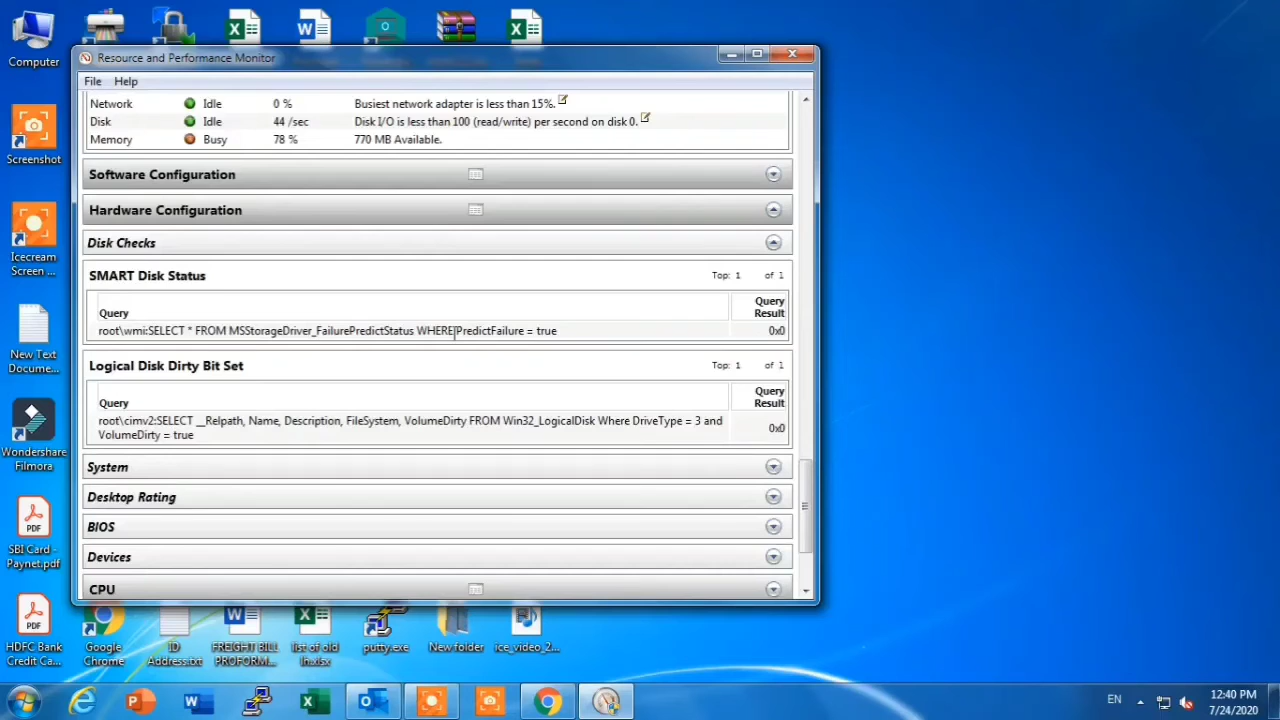 Computer
Resource and Performance Monitor
File Help
Network Idle 0 % Busiest network adapter is less than 15%.
Disk Idle 44 /sec Disk I/O is less than 100 (read/write) per second on disk 0.
Memory Busy 78 % 770 MB Available.
Software Configuration
Hardware Configuration
Disk Checks
SMART Disk Status Top: 1 of 1
Query Query
Result
root\wmi:SELECT * FROM MSStorageDriver_FailurePredictStatus WHERE PredictFailure = true 0x0
Logical Disk Dirty Bit Set Top: 1 of 1
Query Query
Result
root\cimv2:SELECT __Relpath, Name, Description, FileSystem, VolumeDirty FROM Win32_LogicalDisk Where DriveType = 3 and
VolumeDirty = true 0x0
System
Desktop Rating
BIOS
Devices
CPU
Screenshot
Icecream
Screen ...
New Text
Docume...
Wondershare
Filmora
SBI Card -
Paynet.pdf
HDFC Bank
Credit Ca...
Google
Chrome
ID
Address.txt
FREIGHT BILL
PROFORM...
list of old
putty.exe
New folder
ice_video_2...
EN
12:40 PM
7/24/2020